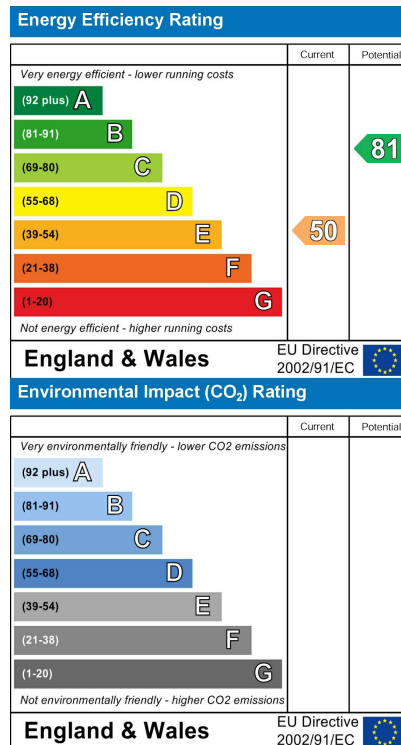 Energy Efficiency Rating
Current Potential
Very energy efficient - lower running costs
(92 plus) A
(81-91) B
81
(69-80) C
(55-68) D
(39-54) E
50
(21-38) F
(1-20) G
Not energy efficient - higher running costs
England & Wales
EU Directive
2002/91/EC
Environmental Impact (CO₂) Rating
Current Potential
Very environmentally friendly - lower CO2 emissions
(92 plus) A
(81-91) B
(69-80) C
(55-68) D
(39-54) E
(21-38) F
(1-20) G
Not environmentally friendly - higher CO2 emissions
England & Wales
EU Directive
2002/91/EC